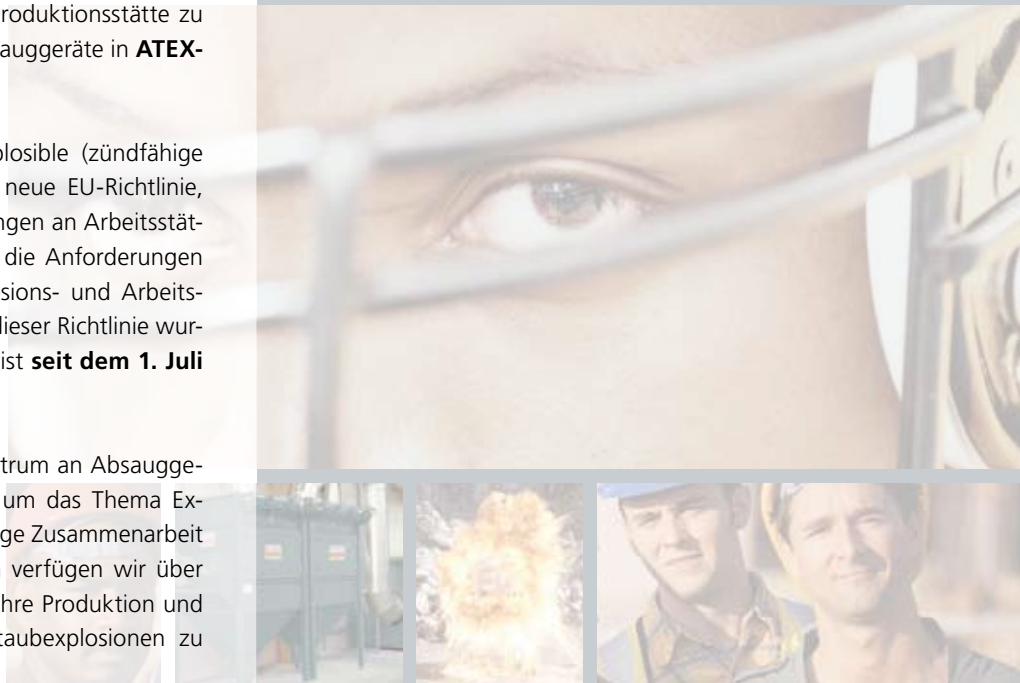 roduktionsstätte zu
auggeräte in ATEX-
plosible (zündfähige
neue EU-Richtlinie,
ngen an Arbeitsstät-
die Anforderungen
sions- und Arbeits-
dieser Richtlinie wur-
ist seit dem 1. Juli
trum an Absaugge-
um das Thema Ex-
ge Zusammenarbeit
verfügen wir über
hre Produktion und
taubexplosionen zu